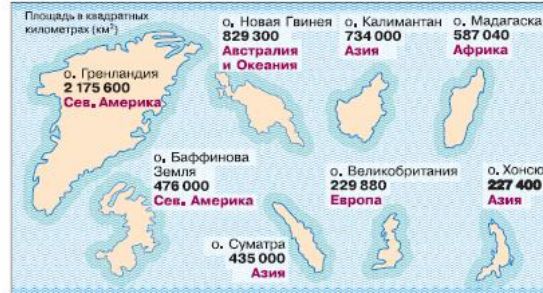 Площадь в квадратных
километрах (км²)
о. Гренландия
2 175 600
Сев. Америка
о. Новая Гвинея
829 300
Австралия
и Океания
о. Калимантан
734 000
Азия
о. Мадагаска
587 040
Африка
о. Баффинова
Земля
476 000
Сев. Америка
о. Суматра
435 000
Азия
о. Великобритания
229 880
Европа
о. Хонсю
227 400
Азия